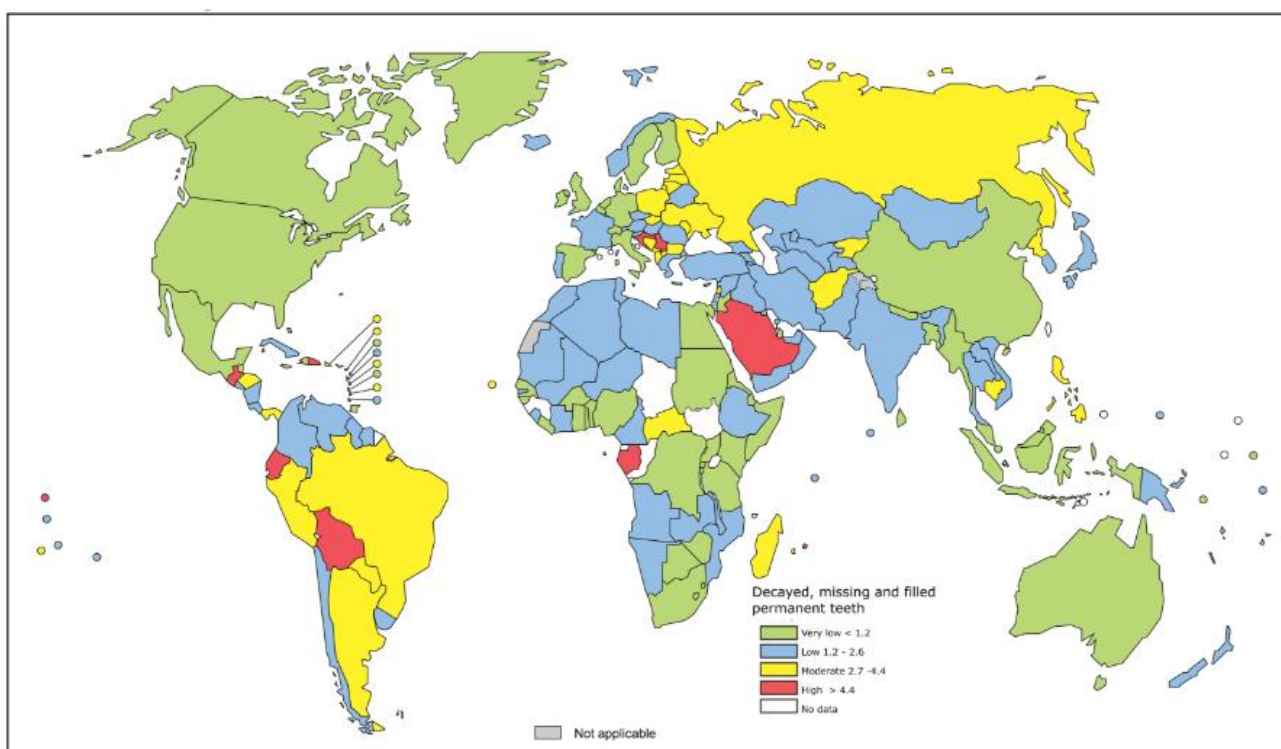 Decayed, missing and filled
permanent teeth
Very low < 1.2
Low 1.2 - 2.6
Moderate 2.7 -4.4
High > 4.4
No data
Not applicable